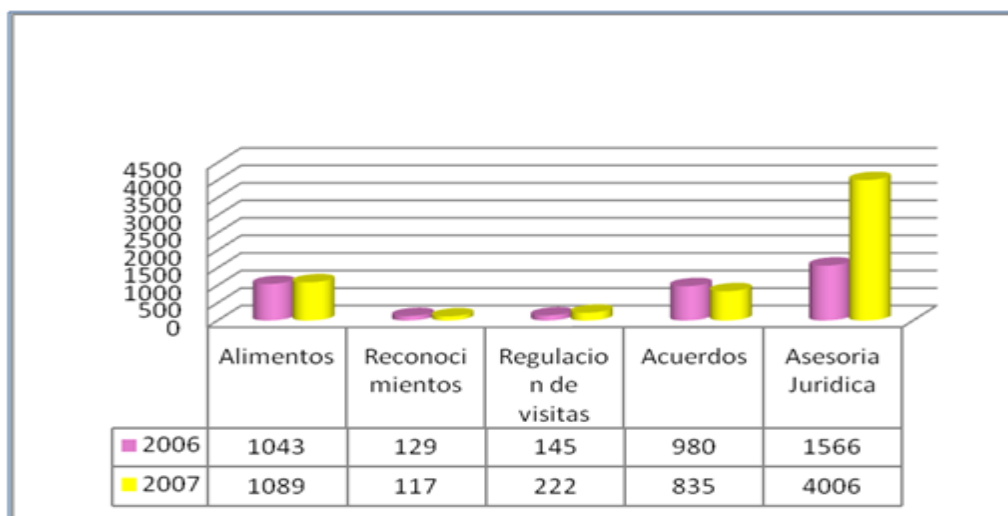 4500
4000
3500
3000
2500
2000
1500
1000
500
0
Alimentos Reconoci Regulacio Acuerdos Asesoria
mientos n de Juridica
visitas
2006 1043 129 145 980 1566
2007 1089 117 222 835 4006